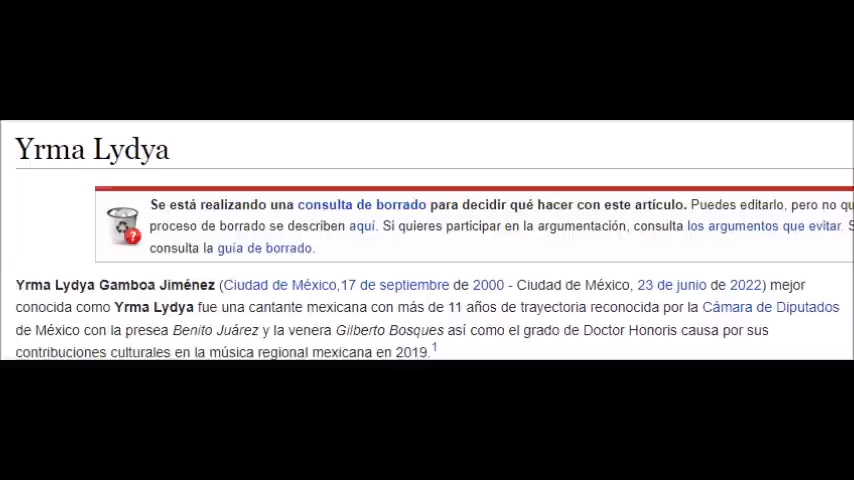 Yrma Lydya
Se está realizando una consulta de borrado para decidir qué hacer con este artículo. Puedes editarlo, pero no qu
proceso de borrado se describen aquí. Si quieres participar en la argumentación, consulta los argumentos que evitar. S
consulta la guía de borrado.
Yrma Lydya Gamboa Jiménez (Ciudad de México,17 de septiembre de 2000 - Ciudad de México, 23 de junio de 2022) mejor
conocida como Yrma Lydya fue una cantante mexicana con más de 11 años de trayectoria reconocida por la Cámara de Diputados
de México con la presea Benito Juárez y la venera Gilberto Bosques así como el grado de Doctor Honoris causa por sus
contribuciones culturales en la música regional mexicana en 2019.1